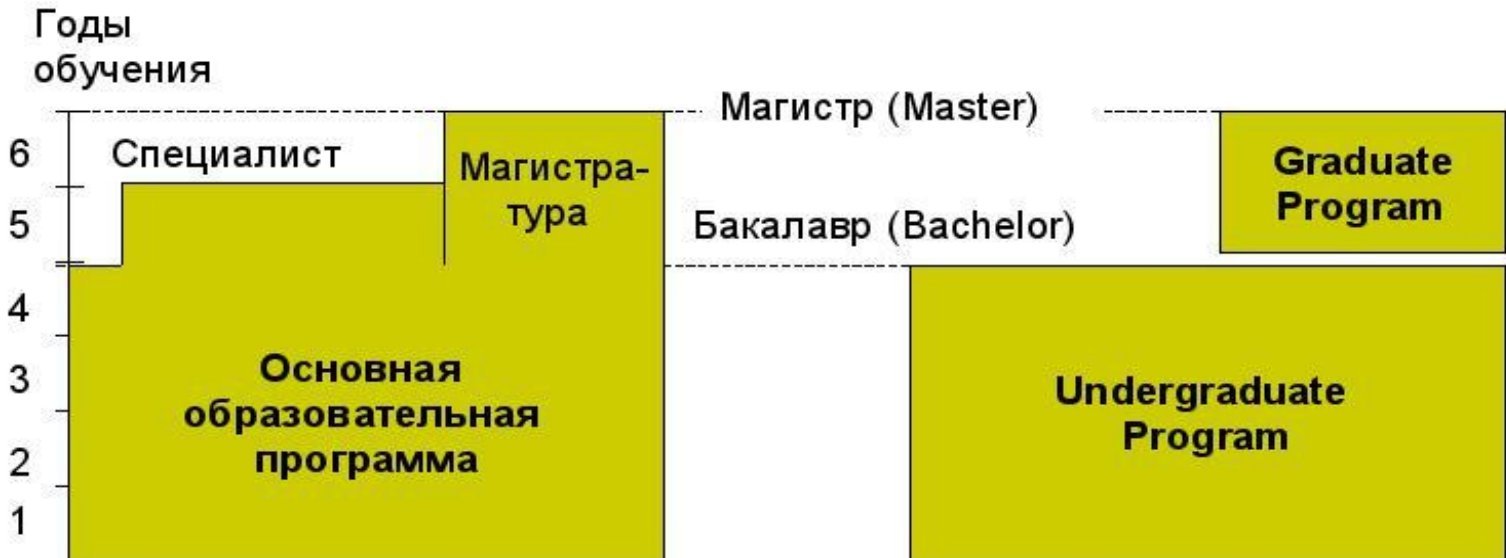 Годы
обучения
Магистр (Master)
6
Специалист
Магистра-
тура
Graduate
Program
5
Бакалавр (Bachelor)
4
3
Основная
образовательная
программа
Undergraduate
Program
2
1